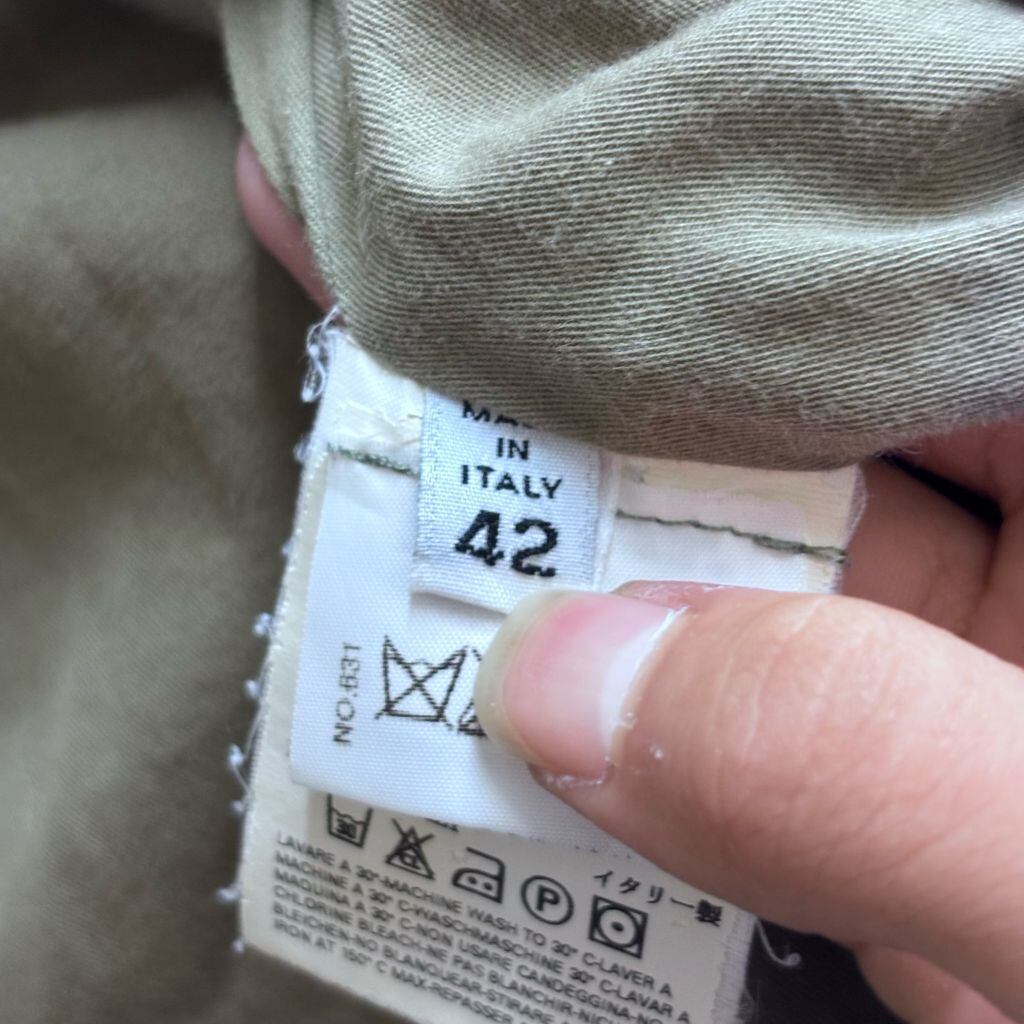 IN
ITALY
42
NO.831
30
P
イタリー製
LAVARE A 30°-MACHINE WASH TO 30° C-LAVER A
MACHINE A 30° C-WASCHMASCHINE 30° C-LAVAR A
MAQUINA A 30° C-NON USARE CANDEGGINA-NO
CHLORINE BLEACH-NE PAS BLANCHIR-NICH
BLEICHEN-NO BLANQUEAR-STIRARE
IRON AT 150° C MAX-REPASSER